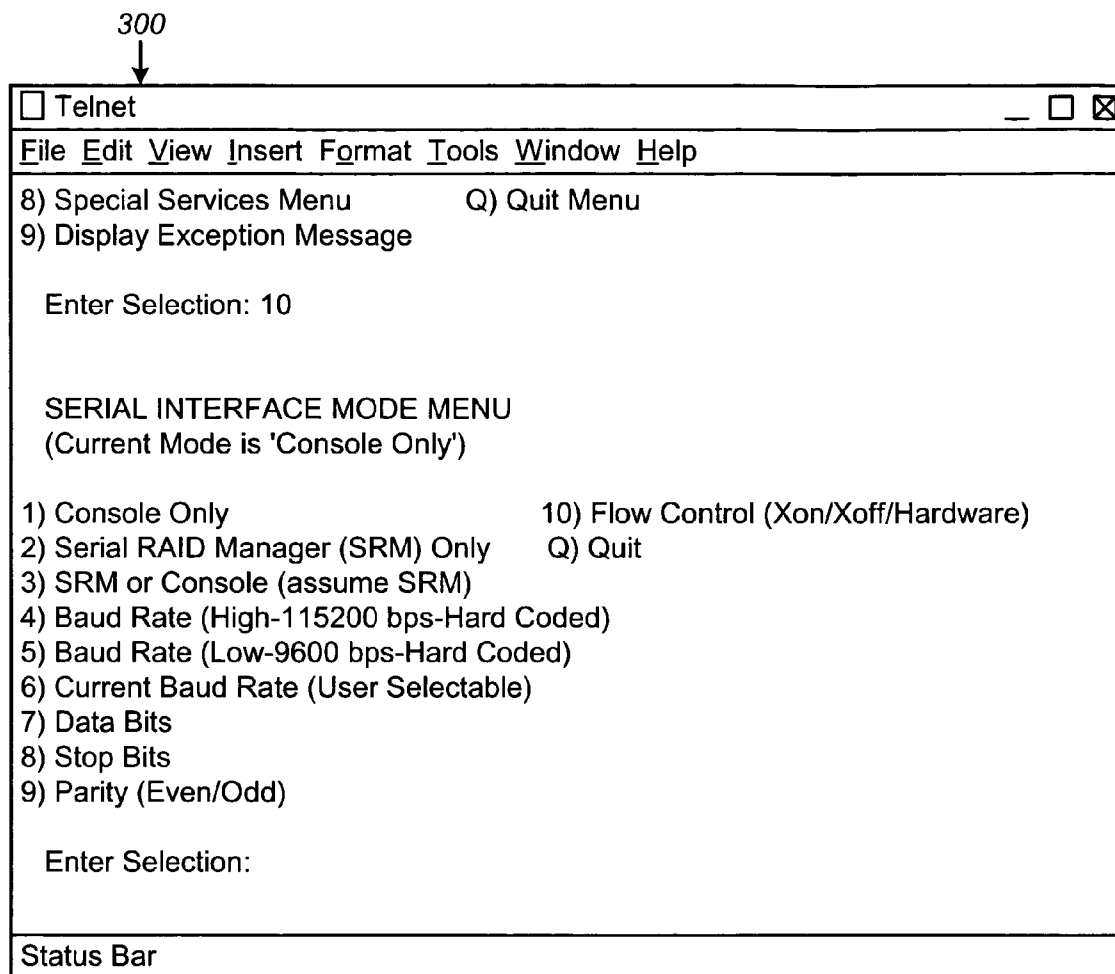 300
Telnet
File Edit View Insert Format Tools Window Help
8) Special Services Menu Q) Quit Menu
9) Display Exception Message
Enter Selection: 10
SERIAL INTERFACE MODE MENU
(Current Mode is 'Console Only')
1) Console Only 10) Flow Control (Xon/Xoff/Hardware)
2) Serial RAID Manager (SRM) Only Q) Quit
3) SRM or Console (assume SRM)
4) Baud Rate (High-115200 bps-Hard Coded)
5) Baud Rate (Low-9600 bps-Hard Coded)
6) Current Baud Rate (User Selectable)
7) Data Bits
8) Stop Bits
9) Parity (Even/Odd)
Enter Selection:
Status Bar